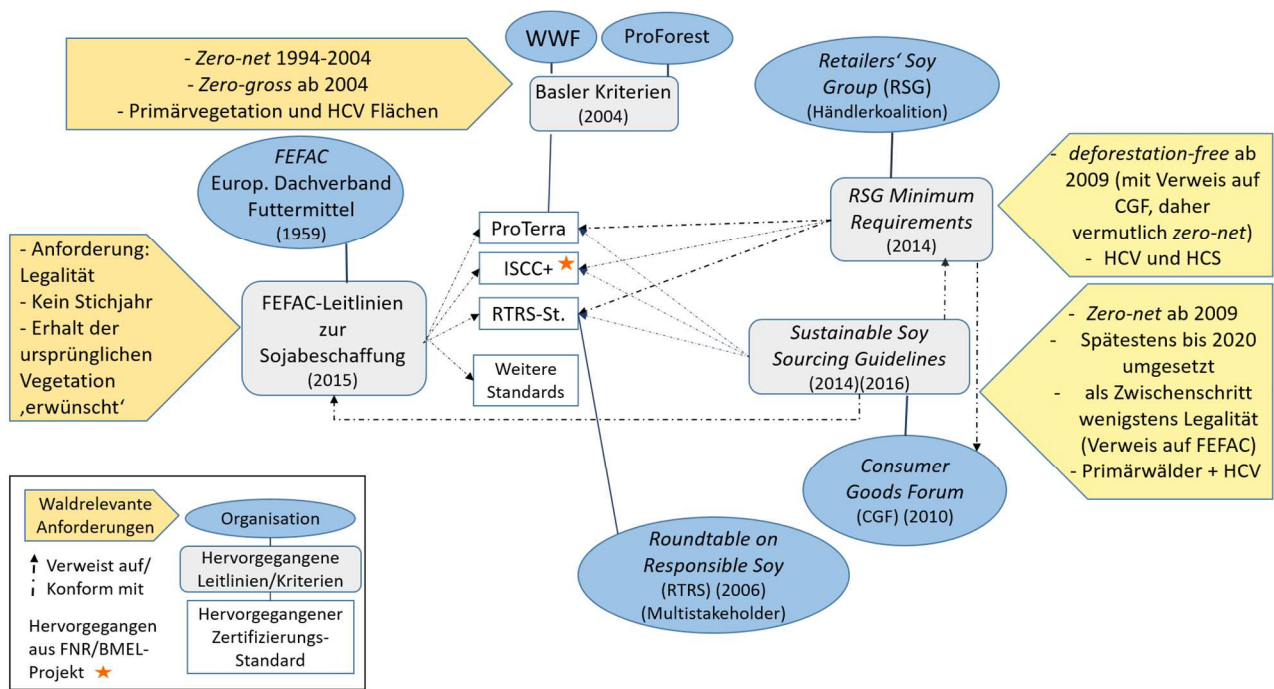 WWF
ProForest
- Zero-net 1994-2004
- Zero-gross ab 2004
- Primärvegetation und HCV Flächen
Basler Kriterien
(2004)
Retailers‘ Soy
Group (RSG)
(Händlerkoalition)
FEFAC
Europ. Dachverband
Futtermittel
(1959)
- deforestation-free ab
2009 (mit Verweis auf
CGF, daher
vermutlich zero-net)
- HCV und HCS
RSG Minimum
Requirements
(2014)
ProTerra
ISCC+
RTRS-St.
Weitere
Standards
- Anforderung:
Legalität
- Kein Stichjahr
- Erhalt der
ursprünglichen
Vegetation
‚erwünscht‘
FEFAC-Leitlinien
zur
Sojabeschaffung
(2015)
Sustainable Soy
Sourcing Guidelines
(2014)(2016)
- Zero-net ab 2009
- Spätestens bis 2020
umgesetzt
- als Zwischenschritt
wenigstens Legalität
(Verweis auf FEFAC)
- Primärwälder + HCV
Consumer
Goods Forum
(CGF) (2010)
Roundtable on
Responsible Soy
(RTRS) (2006)
(Multistakeholder)
Waldrelevante
Anforderungen
Organisation
Verweist auf/
Konform mit
Hervorgegangene
Leitlinien/Kriterien
Hervorgegangen
aus FNR/BMEL-
Projekt
Hervorgegangener
Zertifizierungs-
Standard